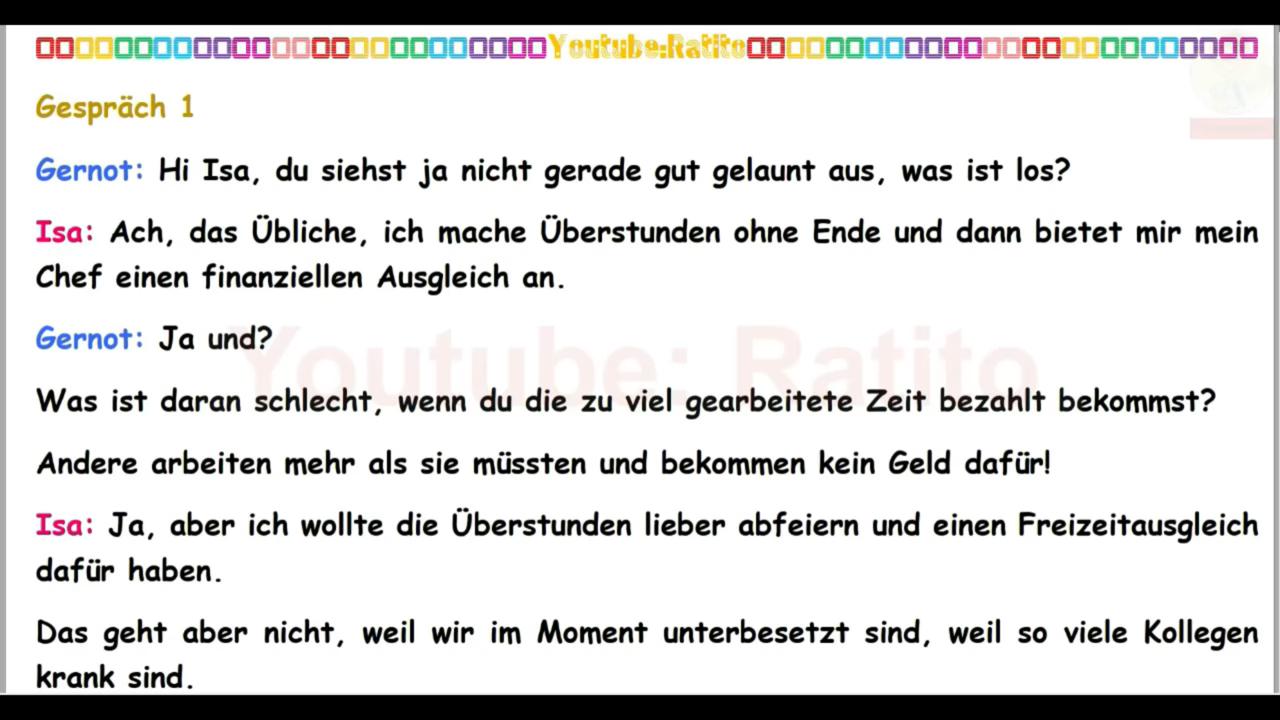 Youtube:Ratito
Gespräch 1
Gernot: Hi Isa, du siehst ja nicht gerade gut gelaunt aus, was ist los?
Isa: Ach, das Übliche, ich mache Überstunden ohne Ende und dann bietet mir mein
Chef einen finanziellen Ausgleich an.
Gernot: Ja und?
Youtube: Ratito
Was ist daran schlecht, wenn du die zu viel gearbeitete Zeit bezahlt bekommst?
Andere arbeiten mehr als sie müssten und bekommen kein Geld dafür!
Isa: Ja, aber ich wollte die Überstunden lieber abfeiern und einen Freizeitausgleich
dafür haben.
Das geht aber nicht, weil wir im Moment unterbesetzt sind, weil so viele Kollegen
krank sind.